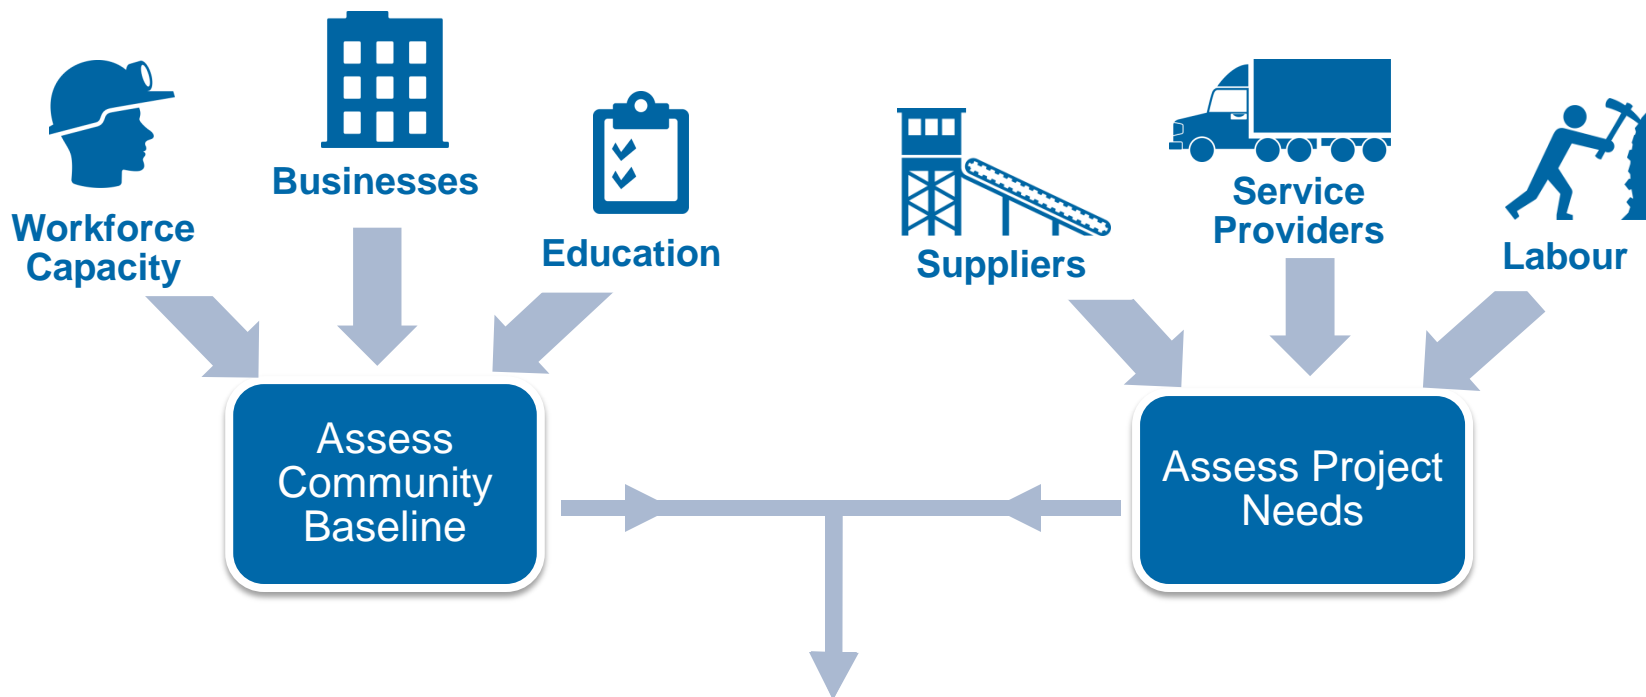 Workforce
Capacity
Businesses
Education
Suppliers
Service
Providers
Labour
Assess
Community
Baseline
Assess Project
Needs